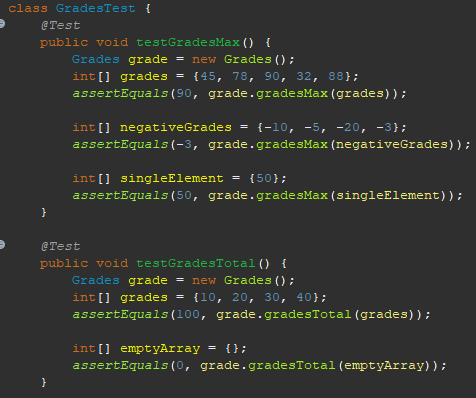 class GradesTest {
@Test
public void testGradesMax() {
Grades grade = new Grades();
int[] grades = {45, 78, 90, 32, 88};
assertEquals(90, grade.gradesMax(grades));
int[] negativeGrades = {-10, -5, -20, -3};
assertEquals(-3, grade.gradesMax(negativeGrades));
int[] singleElement = {50};
assertEquals(50, grade.gradesMax(singleElement));
}
@Test
public void testGradesTotal() {
Grades grade = new Grades();
int[] grades = {10, 20, 30, 40};
assertEquals(100, grade.gradesTotal(grades));
int[] emptyArray = {};
assertEquals(0, grade.gradesTotal(emptyArray));
}